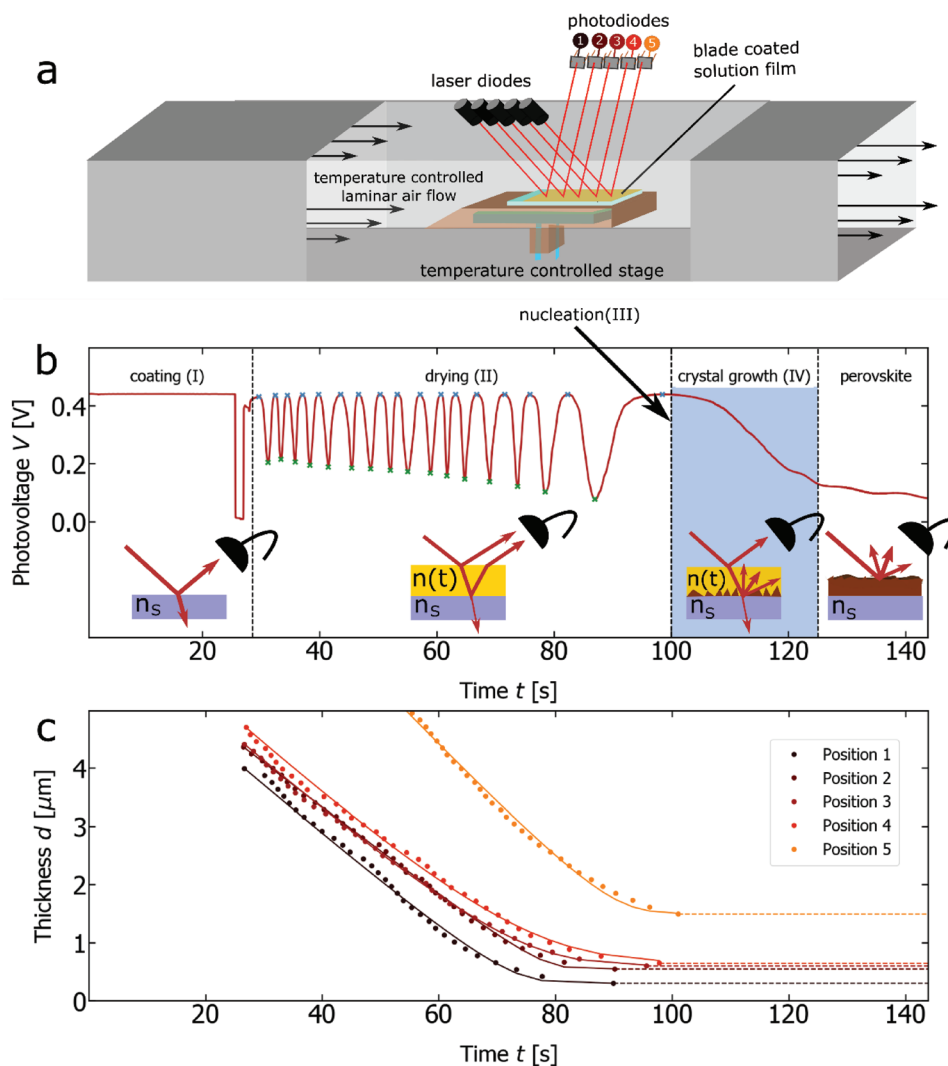 a
photodiodes
1 2 3 4 5
blade coated
solution film
laser diodes
temperature controlled
laminar air flow
temperature controlled stage
nucleation(III)
b
coating (I)
drying (II)
crystal growth (IV)
perovskite
Photovoltage V [V]
0.4
0.2
0.0
nS
n(t)
nS
n(t)
nS
nS
20 40 60 80 100 120 140
Time t [s]
c
Thickness d [μm]
4
3
2
1
0
Position 1
Position 2
Position 3
Position 4
Position 5
20 40 60 80 100 120 140
Time t [s]